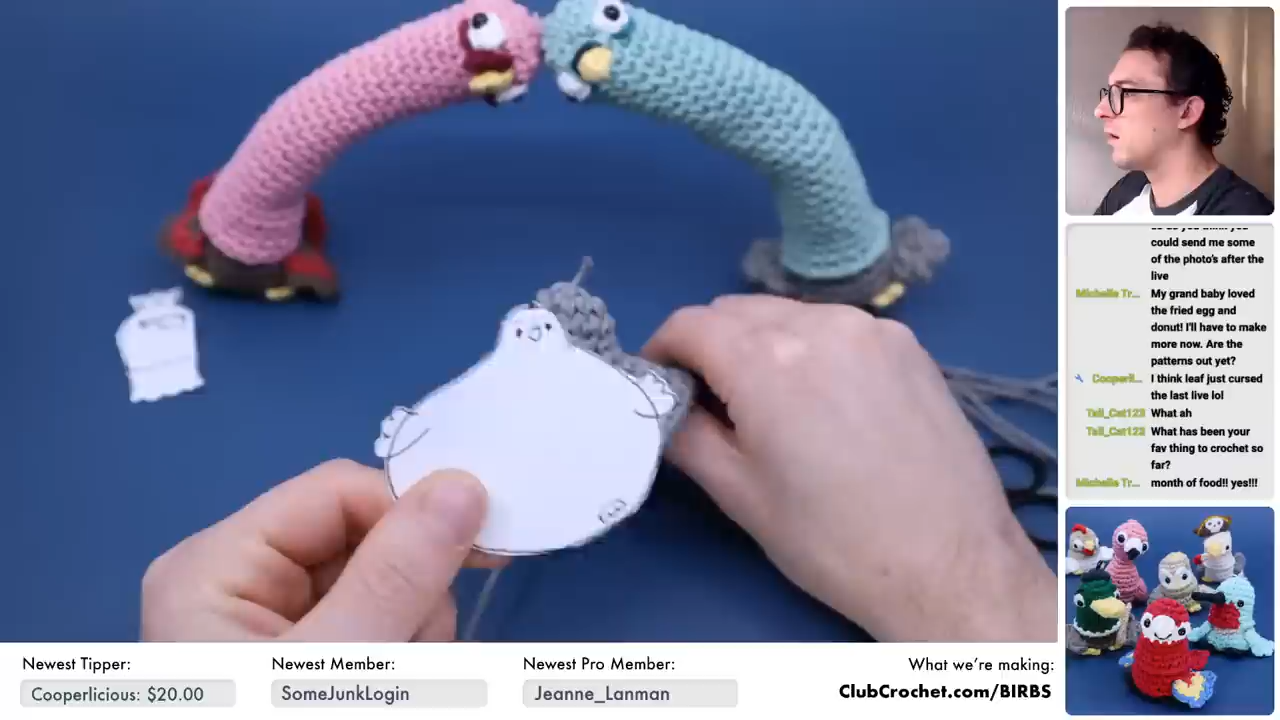 could send me some
of the photo's after the
live
Michelle Tr... My grand baby loved
the fried egg and
donut! I'll have to make
more now. Are the
patterns out yet?
Cooperli... I think leaf just cursed
the last live lol
Tall_Cat123 What ah
Tall_Cat123 What has been your
fav thing to crochet so
far?
Michelle Tr... month of food!! yes!!!
Newest Tipper:
Cooperlicious: $20.00
Newest Member:
SomeJunkLogin
Newest Pro Member:
Jeanne_Lanman
What we're making:
ClubCrochet.com/BIRBS